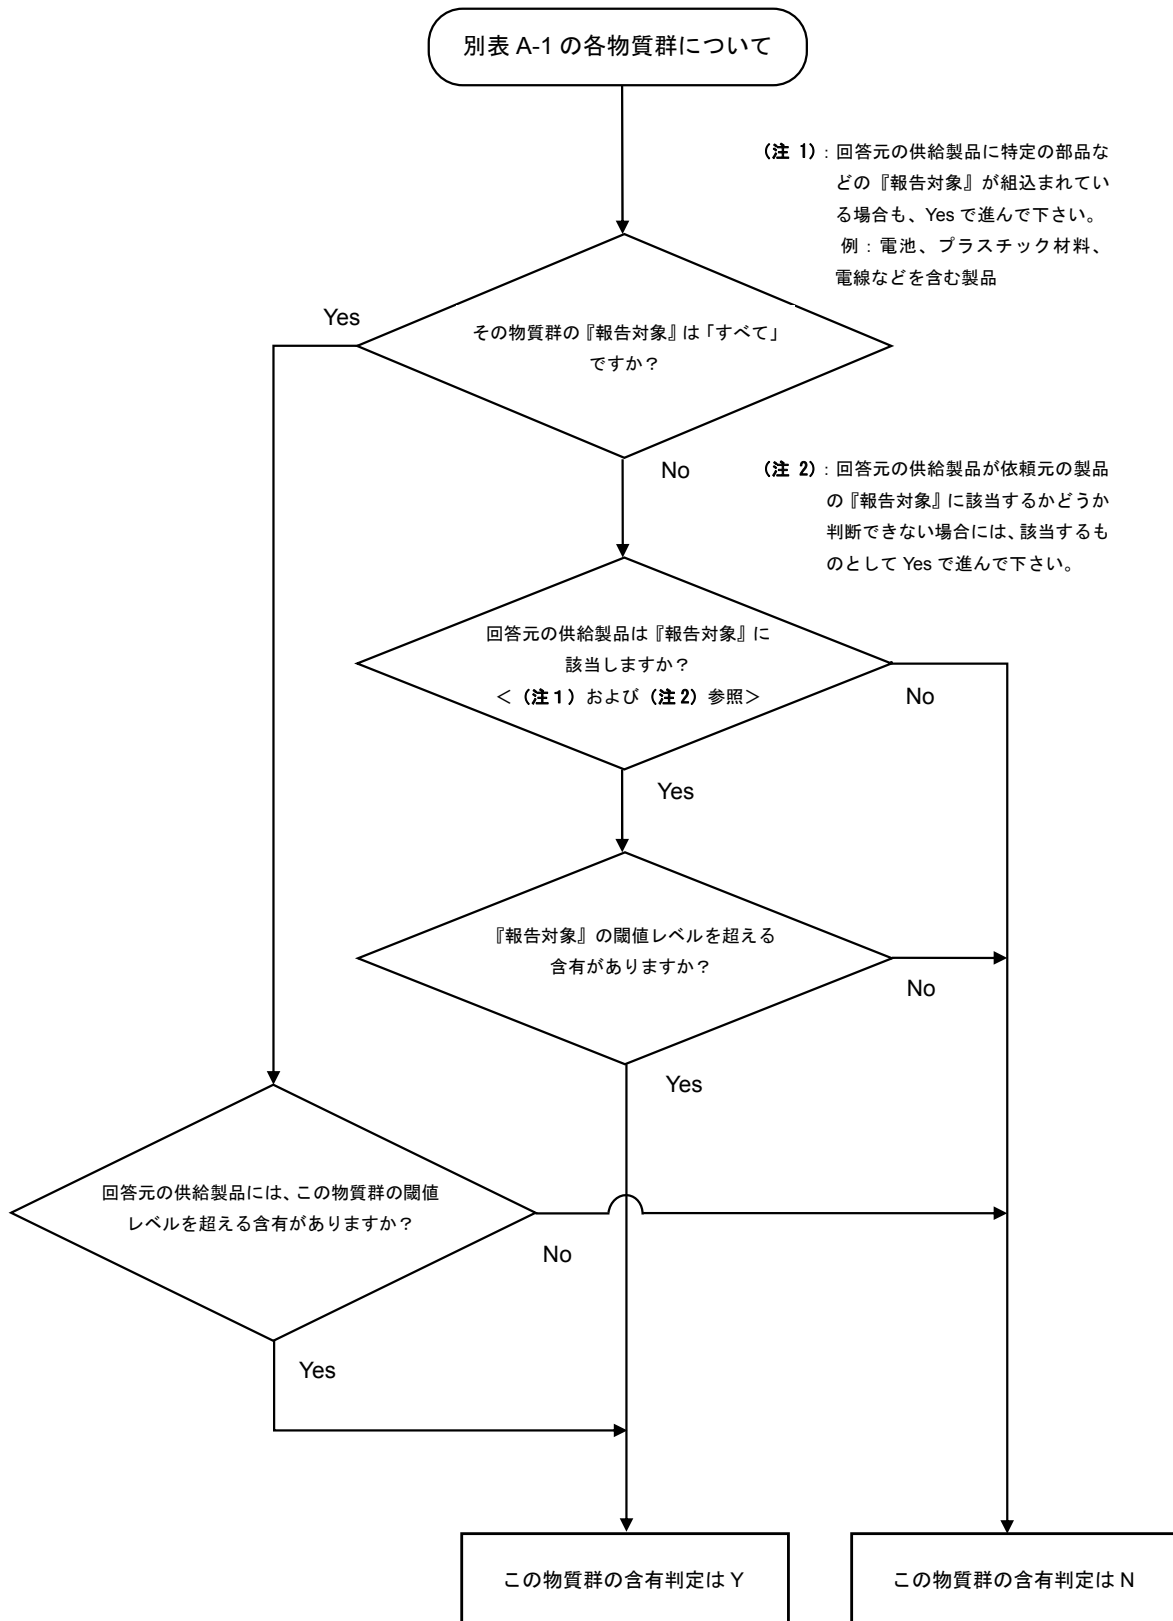 別表 A-1 の各物質群について
(注 1)：回答元の供給製品に特定の部品な
どの『報告対象』が組込まれてい
る場合も、Yes で進んで下さい。
例：電池、プラスチック材料、
電線などを含む製品
Yes
その物質群の『報告対象』は「すべて」
ですか？
No
(注 2)：回答元の供給製品が依頼元の製品
の『報告対象』に該当するかどうか
判断できない場合には、該当するも
のとして Yes で進んで下さい。
回答元の供給製品は『報告対象』に
該当しますか？
＜（注１）および（注２）参照＞
No
Yes
『報告対象』の閾値レベルを超える
含有がありますか？
No
Yes
回答元の供給製品には、この物質群の閾値
レベルを超える含有がありますか？
No
Yes
この物質群の含有判定は Y
この物質群の含有判定は N